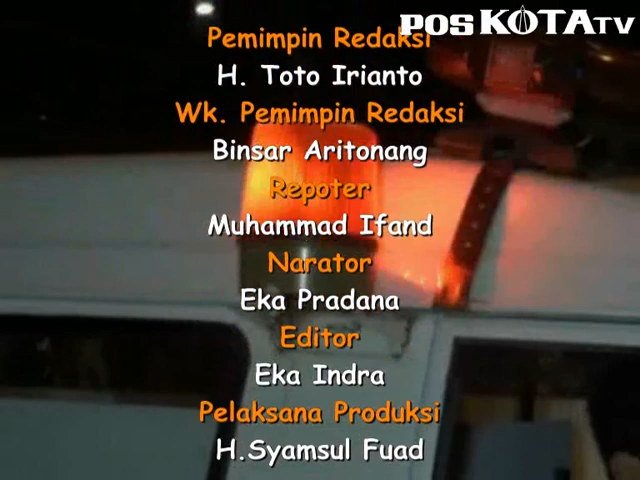 POSKOTATV
Pemimpin Redaksi
H. Toto Irianto
Wk. Pemimpin Redaksi
Binsar Aritonang
Repoter
Muhammad Ifand
Narator
Eka Pradana
Editor
Eka Indra
Pelaksana Produksi
H.Syamsul Fuad